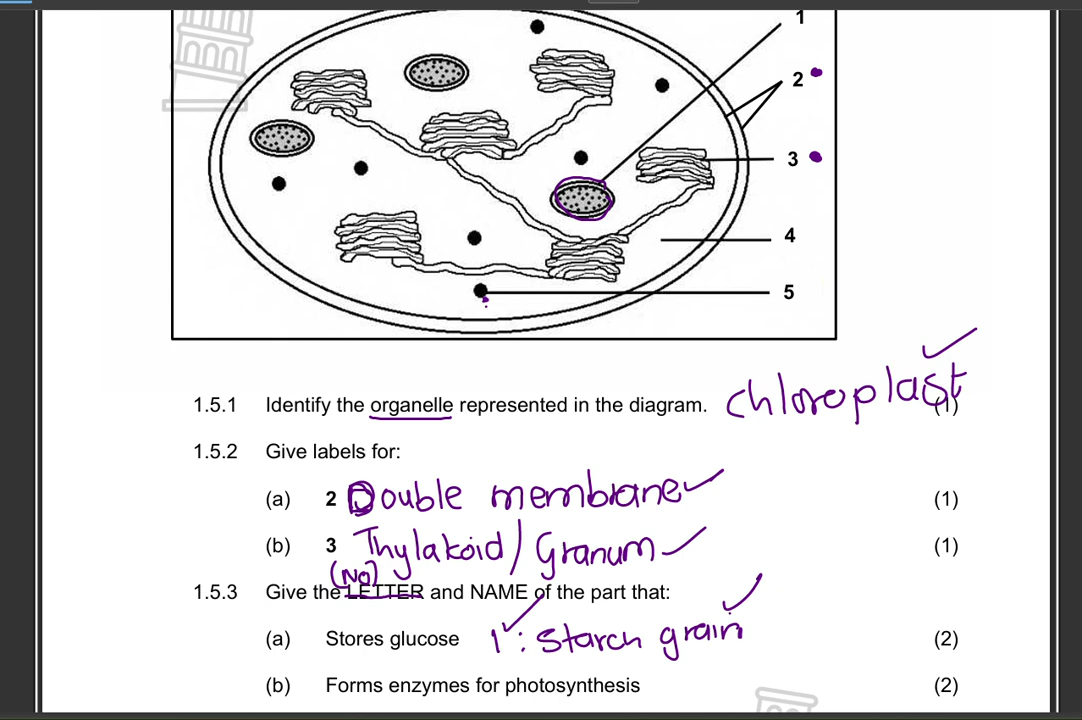 1
2
3
4
5
1.5.1 Identify the organelle represented in the diagram. chloroplast (1)
1.5.2 Give labels for:
(a) 2 Double membrane (1)
(b) 3 Thylakoid / Granum (1)
(NO)
1.5.3 Give the LETTER and NAME of the part that:
(a) Stores glucose 1 : starch grain (2)
(b) Forms enzymes for photosynthesis (2)